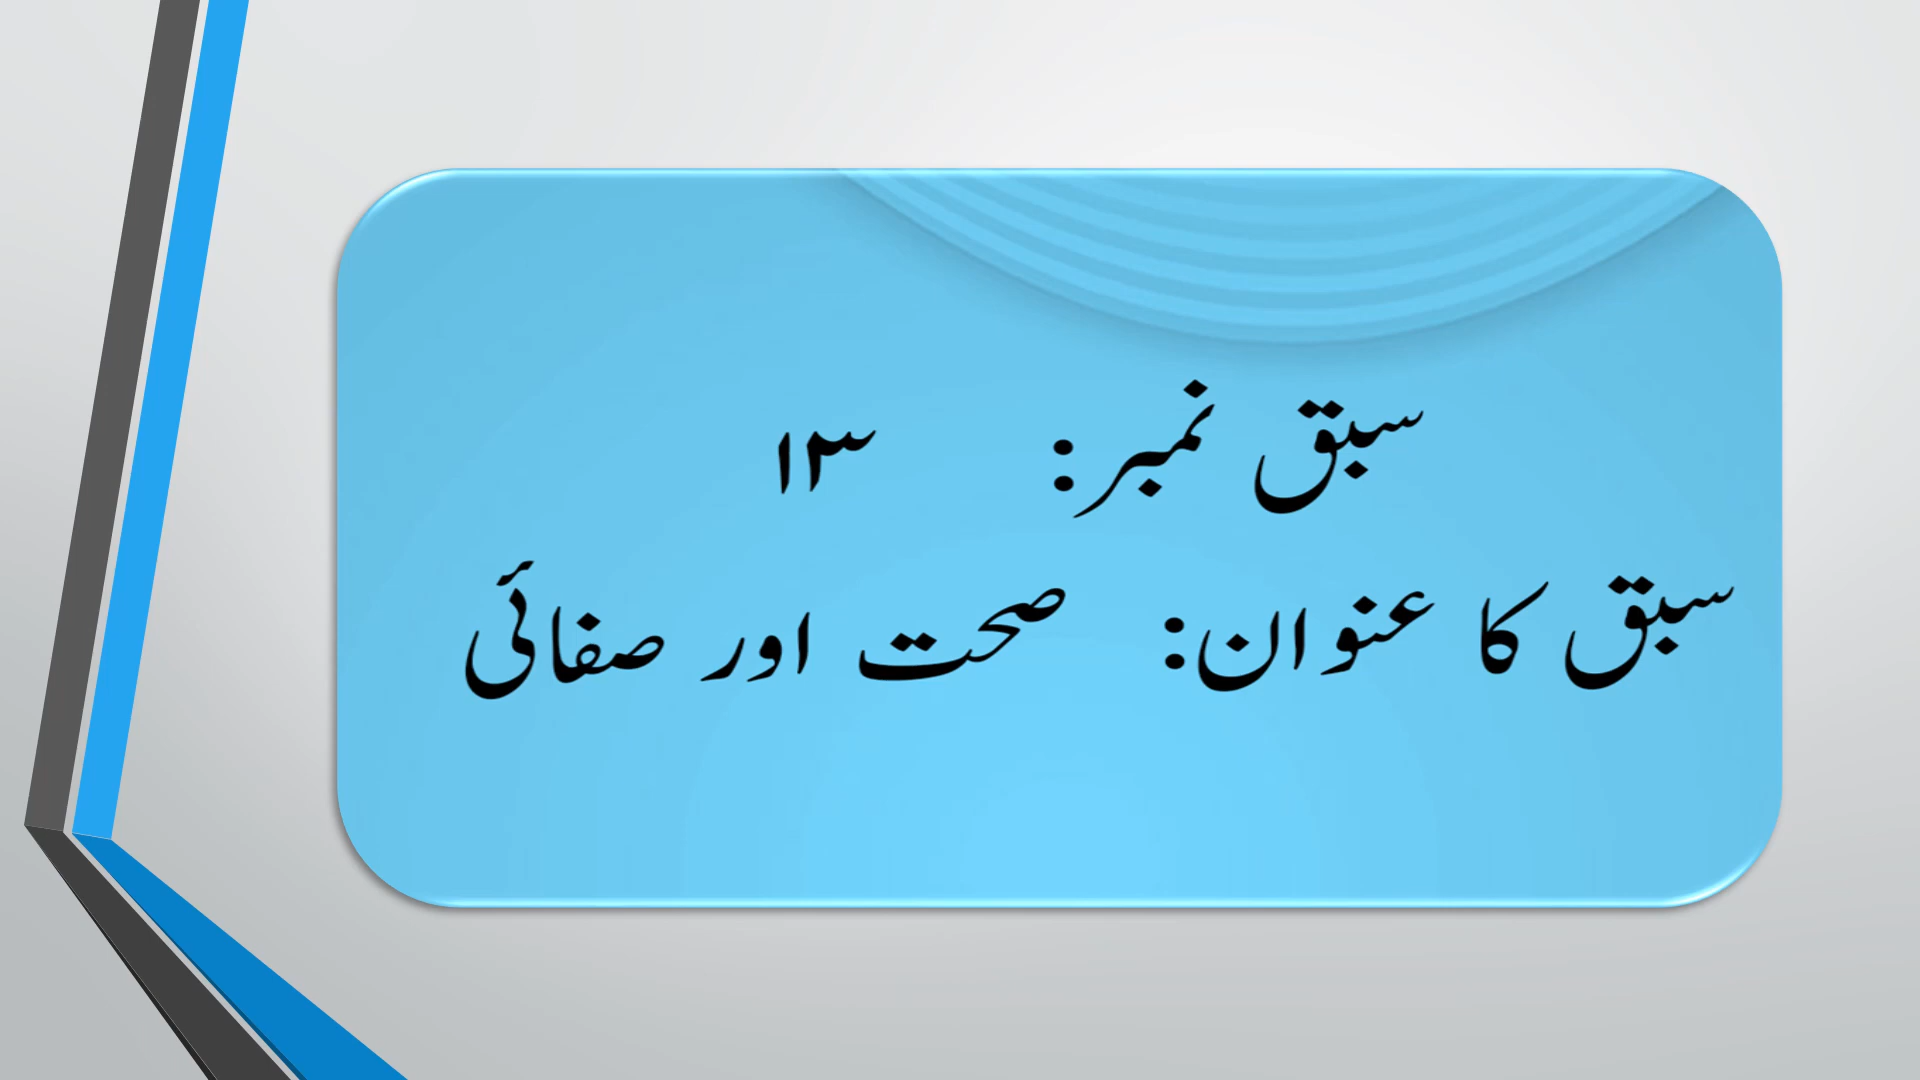 سبق نمبر: ۱۳
سبق کا عنوان: صحت اور صفائی